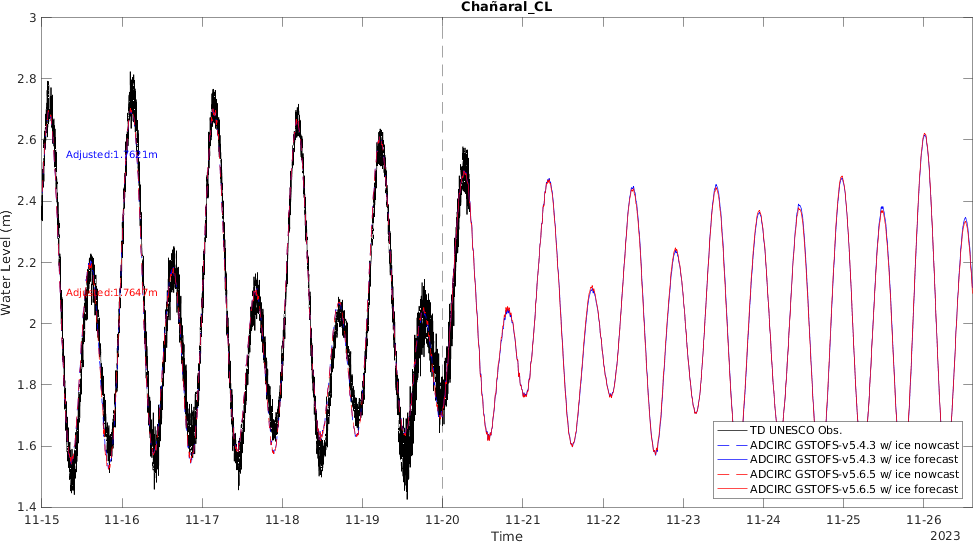 Chañaral_CL
Water Level (m)
3
2.8
2.6
2.4
2.2
2
1.8
1.6
1.4
Adjusted:1.7621m
Adjusted:1.7647m
TD UNESCO Obs.
ADCIRC GSTOFS-v5.4.3 w/ ice nowcast
ADCIRC GSTOFS-v5.4.3 w/ ice forecast
ADCIRC GSTOFS-v5.6.5 w/ ice nowcast
ADCIRC GSTOFS-v5.6.5 w/ ice forecast
11-15 11-16 11-17 11-18 11-19 11-20 11-21 11-22 11-23 11-24 11-25 11-26
2023
Time